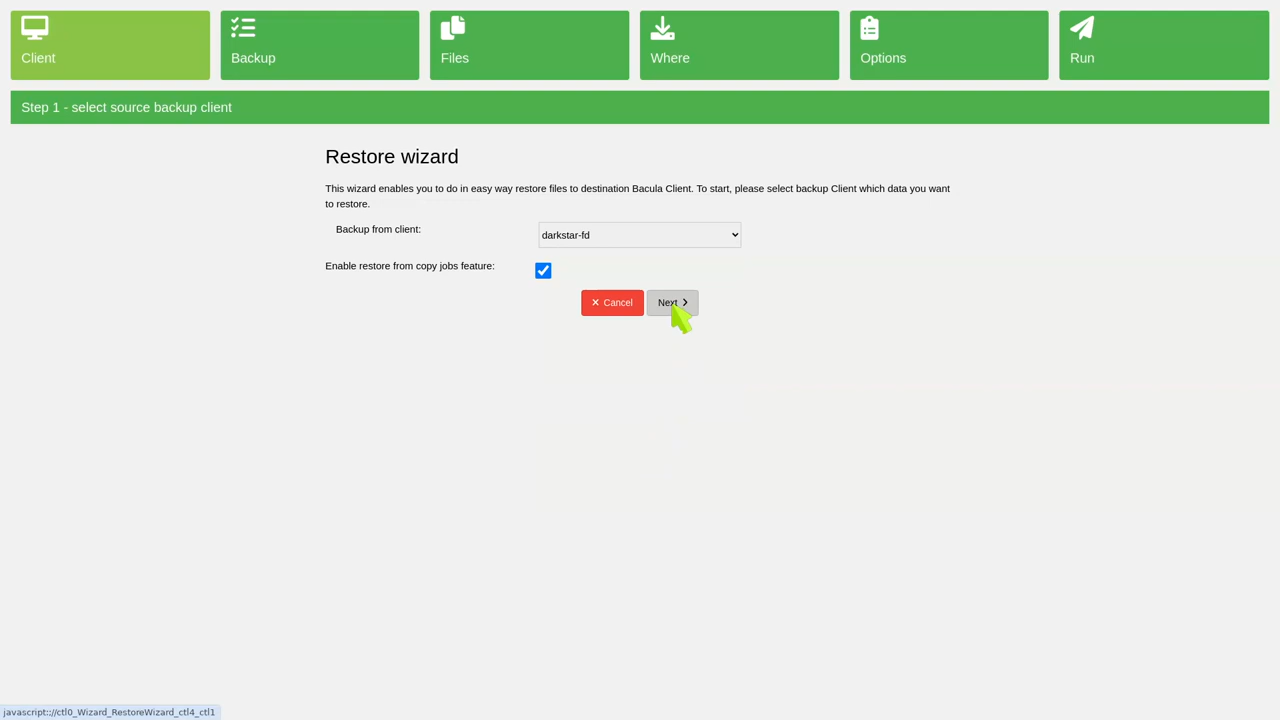 Client
Backup
Files
Where
Options
Run
Step 1 - select source backup client
Restore wizard
This wizard enables you to do in easy way restore files to destination Bacula Client. To start, please select backup Client which data you want
to restore.
Backup from client:
darkstar-fd
Enable restore from copy jobs feature:
Cancel
Next
javascript:;//ctl0_Wizard_RestoreWizard_ctl4_ctl1